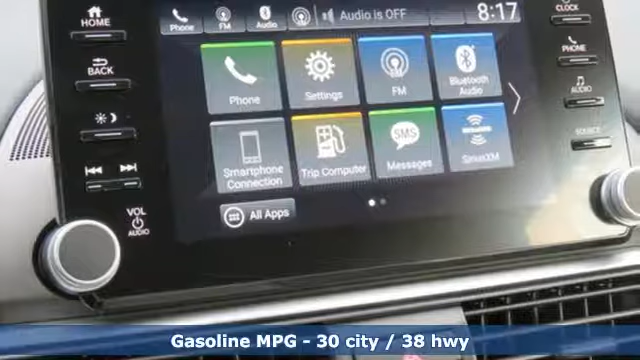 HOME
Phone
FM
Audio
Audio is OFF
8:17
CLOCK
BACK
PHONE
Phone
Settings
FM
Bluetooth
Audio
AUDIO
SOURCE
SMS
Smartphone
Connection
Trip Computer
Messages
SiriusXM
VOL
AUDIO
All Apps
Gasoline MPG - 30 city / 38 hwy